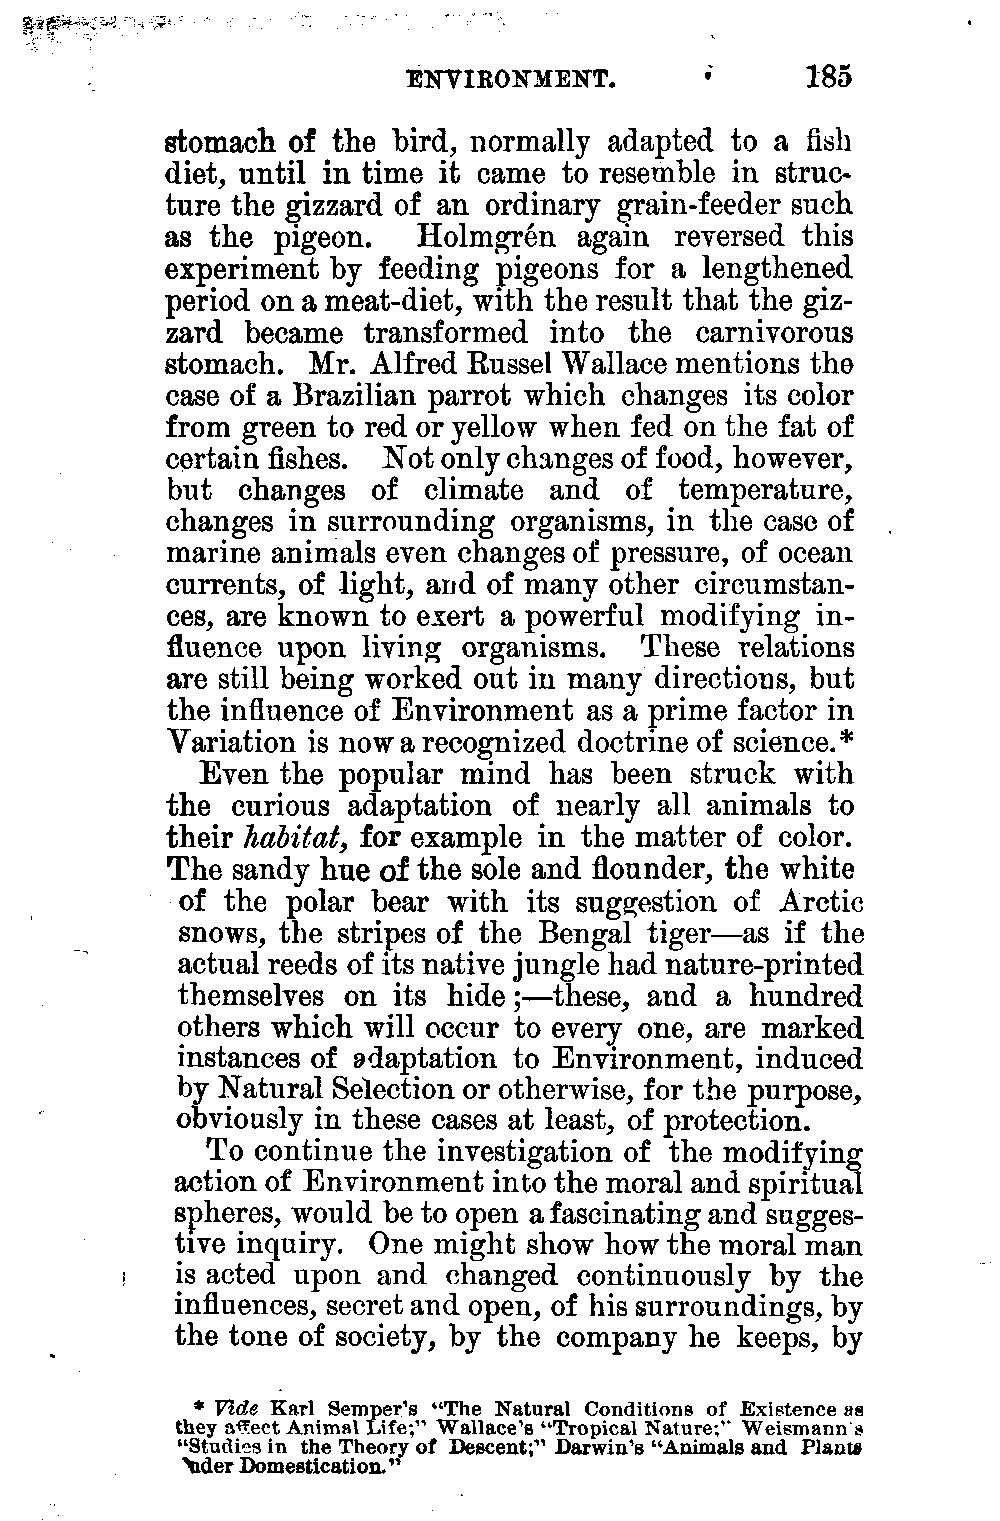 ENVIRONMENT. 185
stomach of the bird, normally adapted to a fish
diet, until in time it came to resemble in struc-
ture the gizzard of an ordinary grain-feeder such
as the pigeon. Holmgrén again reversed this
experiment by feeding pigeons for a lengthened
period on a meat-diet, with the result that the giz-
zard became transformed into the carnivorous
stomach. Mr. Alfred Russel Wallace mentions the
case of a Brazilian parrot which changes its color
from green to red or yellow when fed on the fat of
certain fishes. Not only changes of food, however,
but changes of climate and of temperature,
changes in surrounding organisms, in the case of
marine animals even changes of pressure, of ocean
currents, of light, and of many other circumstan-
ces, are known to exert a powerful modifying in-
fluence upon living organisms. These relations
are still being worked out in many directions, but
the influence of Environment as a prime factor in
Variation is now a recognized doctrine of science.*
Even the popular mind has been struck with
the curious adaptation of nearly all animals to
their habitat, for example in the matter of color.
The sandy hue of the sole and flounder, the white
of the polar bear with its suggestion of Arctic
snows, the stripes of the Bengal tiger—as if the
actual reeds of its native jungle had nature-printed
themselves on its hide;—these, and a hundred
others which will occur to every one, are marked
instances of adaptation to Environment, induced
by Natural Selection or otherwise, for the purpose,
obviously in these cases at least, of protection.
To continue the investigation of the modifying
action of Environment into the moral and spiritual
spheres, would be to open a fascinating and sugges-
tive inquiry. One might show how the moral man
is acted upon and changed continuously by the
influences, secret and open, of his surroundings, by
the tone of society, by the company he keeps, by
* Vide Karl Semper's "The Natural Conditions of Existence as
they affect Animal Life;" Wallace's "Tropical Nature;" Weismann's
"Studies in the Theory of Descent;" Darwin's "Animals and Plants
nder Domestication."